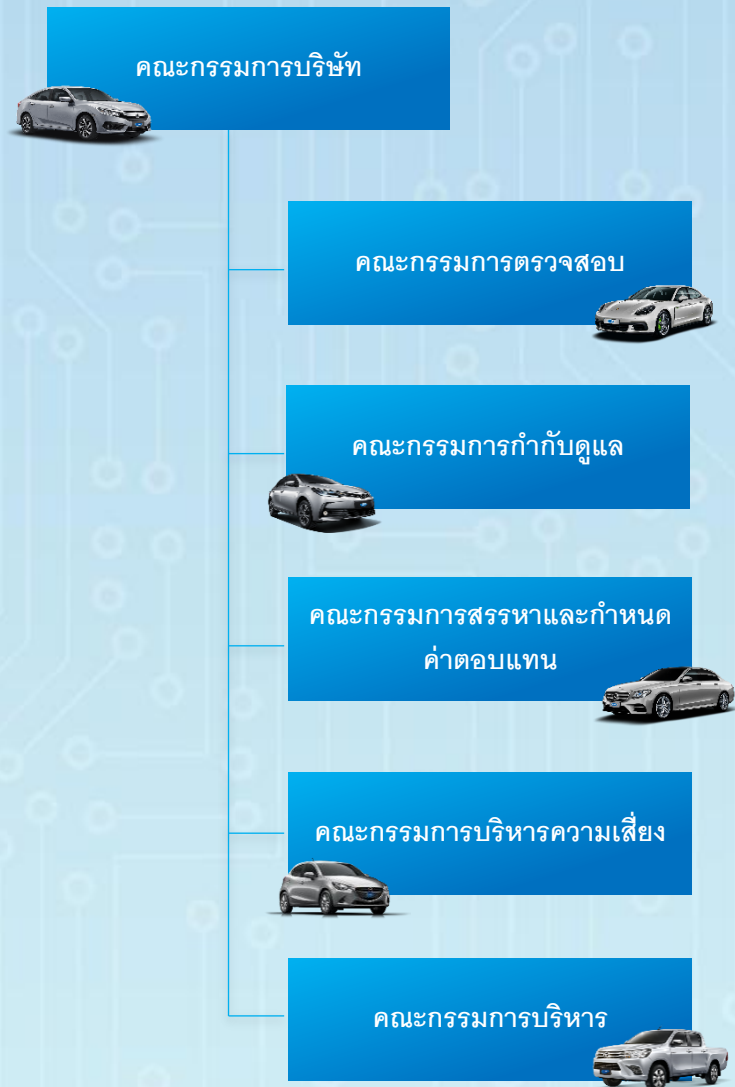 คณะกรรมการบริษัท
คณะกรรมการตรวจสอบ
คณะกรรมการกำกับดูแล
คณะกรรมการสรรหาและกำหนด
ค่าตอบแทน
คณะกรรมการบริหารความเสี่ยง
คณะกรรมการบริหาร